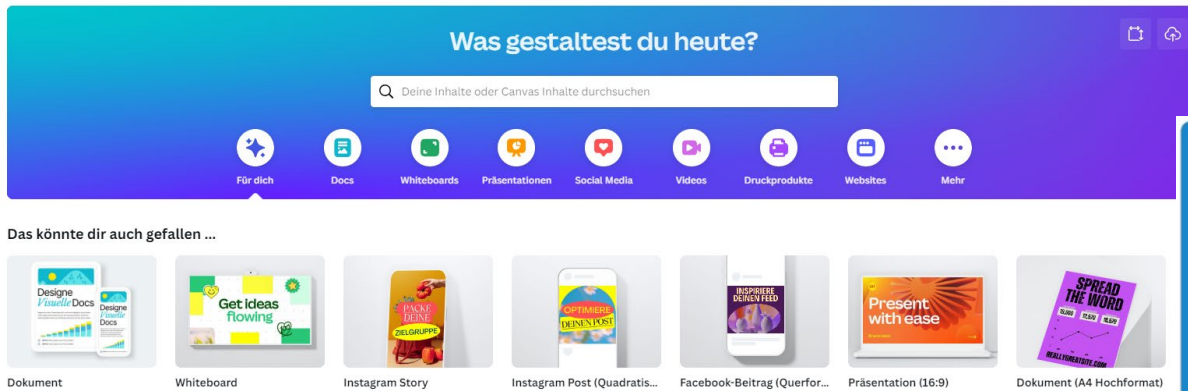 Was gestaltest du heute?
Deine Inhalte oder Canvas Inhalte durchsuchen
Für dich
Docs
Whiteboards
Präsentationen
Social Media
Videos
Druckprodukte
Websites
Mehr
Das könnte dir auch gefallen ...
Designe
Visuelle Docs
Designe
Visuelle
Docs
Get ideas
flowing
PACKE
DEINE
ZIELGRUPPE
OPTIMIERE
DEINEN POST
INSPIRIERE
DEINEN FEED
Present
with ease
SPREAD
THE WORD
REALLYGREATSITE.COM
Dokument
Whiteboard
Instagram Story
Instagram Post (Quadratis...
Facebook-Beitrag (Querfor...
Präsentation (16:9)
Dokument (A4 Hochformat)